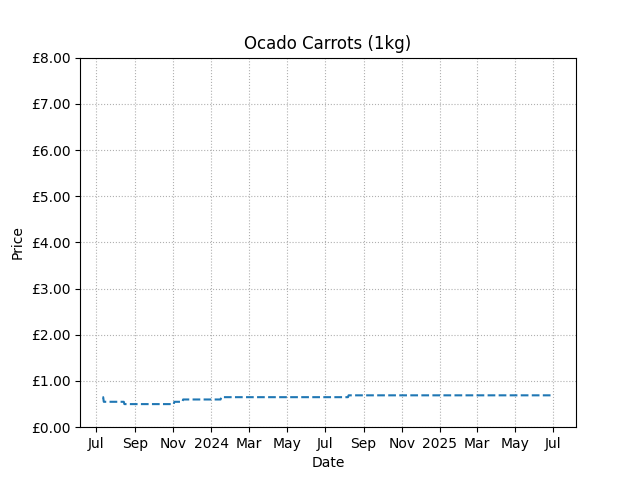 Ocado Carrots (1kg)
£8.00
£7.00
£6.00
£5.00
£4.00
£3.00
£2.00
£1.00
£0.00
Price
Jul Sep Nov 2024 Mar May Jul Sep Nov 2025 Mar May Jul
Date